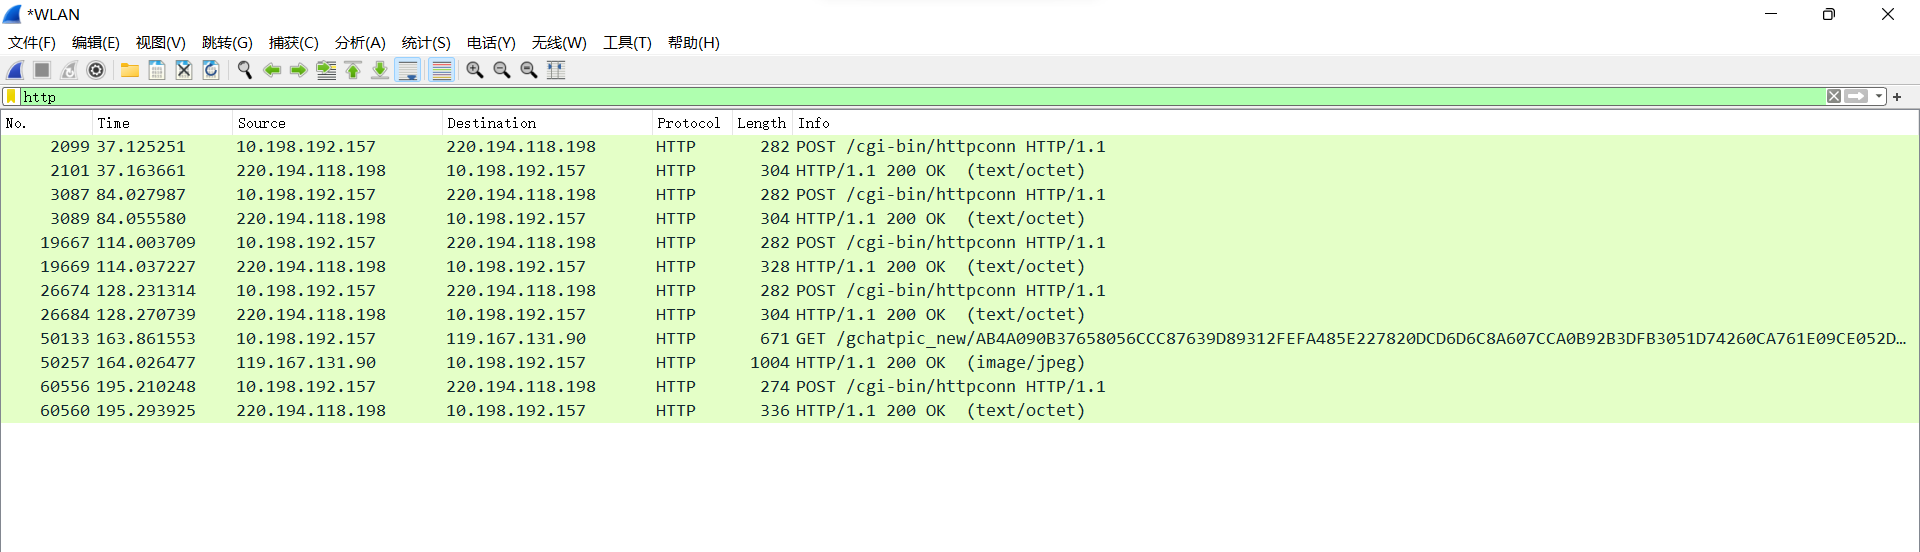 *WLAN
文件(F) 编辑(E) 视图(V) 跳转(G) 捕获(C) 分析(A) 统计(S) 电话(Y) 无线(W) 工具(T) 帮助(H)
http
No. Time Source Destination Protocol Length Info
2099 37.125251 10.198.192.157 220.194.118.198 HTTP 282 POST /cgi-bin/httpconn HTTP/1.1
2101 37.163661 220.194.118.198 10.198.192.157 HTTP 304 HTTP/1.1 200 OK (text/octet)
3087 84.027987 10.198.192.157 220.194.118.198 HTTP 282 POST /cgi-bin/httpconn HTTP/1.1
3089 84.055580 220.194.118.198 10.198.192.157 HTTP 304 HTTP/1.1 200 OK (text/octet)
19667 114.003709 10.198.192.157 220.194.118.198 HTTP 282 POST /cgi-bin/httpconn HTTP/1.1
19669 114.037227 220.194.118.198 10.198.192.157 HTTP 328 HTTP/1.1 200 OK (text/octet)
26674 128.231314 10.198.192.157 220.194.118.198 HTTP 282 POST /cgi-bin/httpconn HTTP/1.1
26684 128.270739 220.194.118.198 10.198.192.157 HTTP 304 HTTP/1.1 200 OK (text/octet)
50133 163.861553 10.198.192.157 119.167.131.90 HTTP 671 GET /gchatpic_new/AB4A090B37658056CCC87639D89312FEFA485E227820DCD6D6C8A607CCA0B92B3DFB3051D74260CA761E09CE052D…
50257 164.026477 119.167.131.90 10.198.192.157 HTTP 1004 HTTP/1.1 200 OK (image/jpeg)
60556 195.210248 10.198.192.157 220.194.118.198 HTTP 274 POST /cgi-bin/httpconn HTTP/1.1
60560 195.293925 220.194.118.198 10.198.192.157 HTTP 336 HTTP/1.1 200 OK (text/octet)